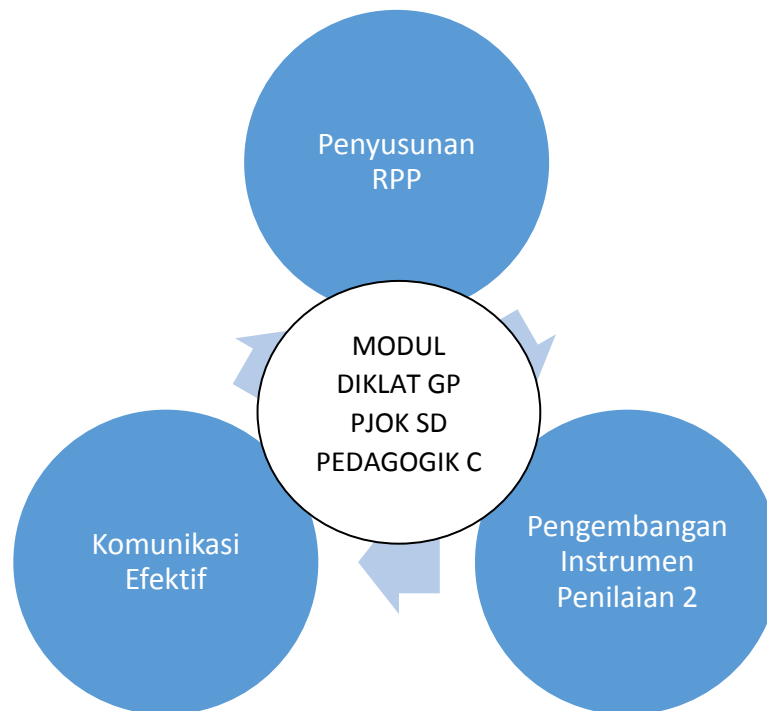 Penyusunan
RPP
MODUL
DIKLAT GP
PJOK SD
PEDAGOGIK C
Komunikasi
Efektif
Pengembangan
Instrumen
Penilaian 2